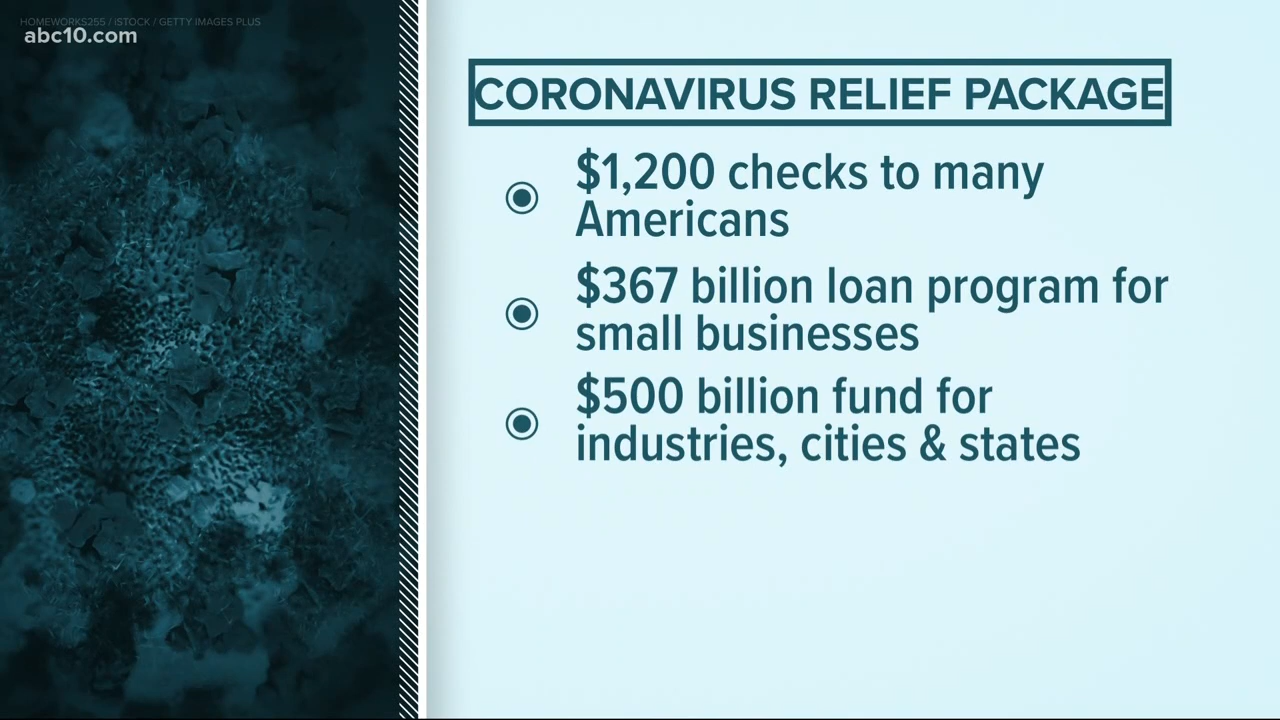 HOMEWORKS255 / ISTOCK / GETTY IMAGES PLUS
abc10.com
CORONAVIRUS RELIEF PACKAGE
$1,200 checks to many
Americans
$367 billion loan program for
small businesses
$500 billion fund for
industries, cities & states